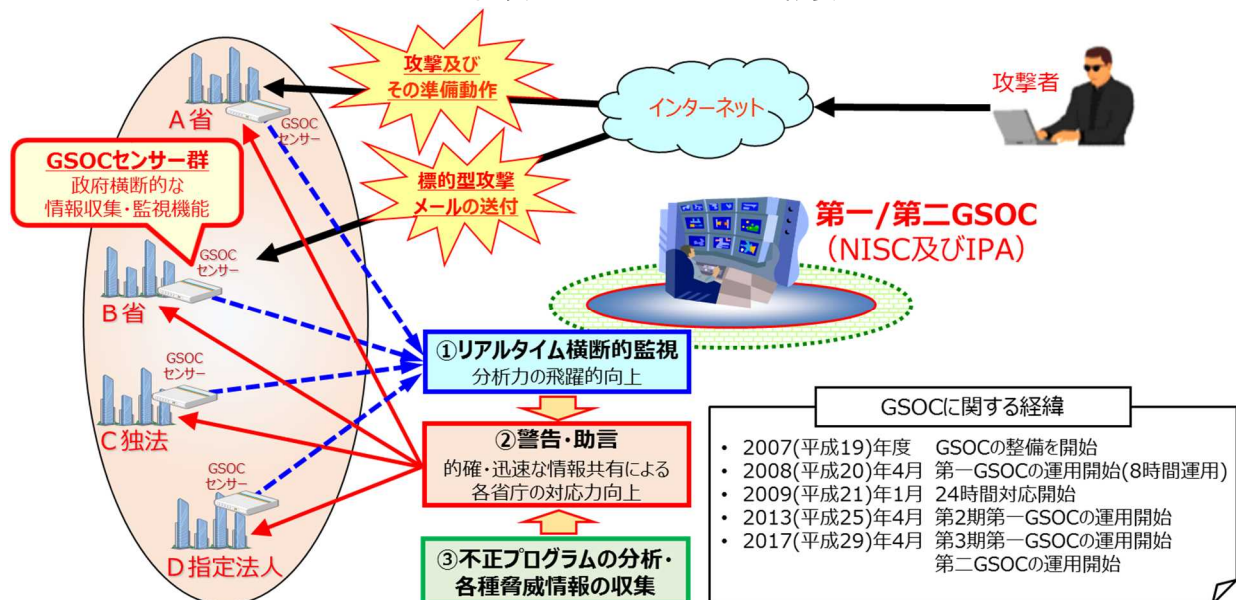 攻撃及び
その準備動作
インターネット
攻撃者
A省
GSOC
センサー
GSOCセンサー群
政府横断的な
情報収集・監視機能
標的型攻撃
メールの送付
第一/第二GSOC
（NISC及びIPA）
GSOC
センサー
B省
①リアルタイム横断的監視
分析力の飛躍的向上
GSOC
センサー
C独法
②警告・助言
的確・迅速な情報共有による
各省庁の対応力向上
GSOC
センサー
D指定法人
③不正プログラムの分析・
各種脅威情報の収集
GSOCに関する経緯
• 2007(平成19)年度 GSOCの整備を開始
• 2008(平成20)年4月 第一GSOCの運用開始(8時間運用)
• 2009(平成21)年1月 24時間対応開始
• 2013(平成25)年4月 第2期第一GSOCの運用開始
• 2017(平成29)年4月 第3期第一GSOCの運用開始
第二GSOCの運用開始